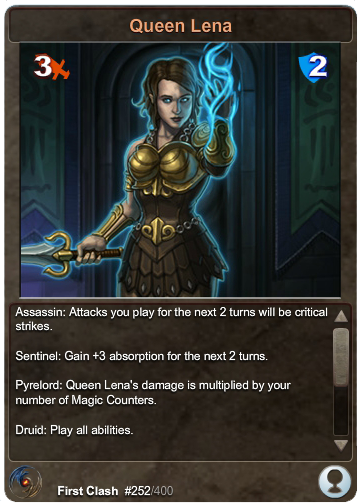 Queen Lena
3
2
Assassin: Attacks you play for the next 2 turns will be critical
strikes.
Sentinel: Gain +3 absorption for the next 2 turns.
Pyrelord: Queen Lena's damage is multiplied by your
number of Magic Counters.
Druid: Play all abilities.
First Clash #252/400